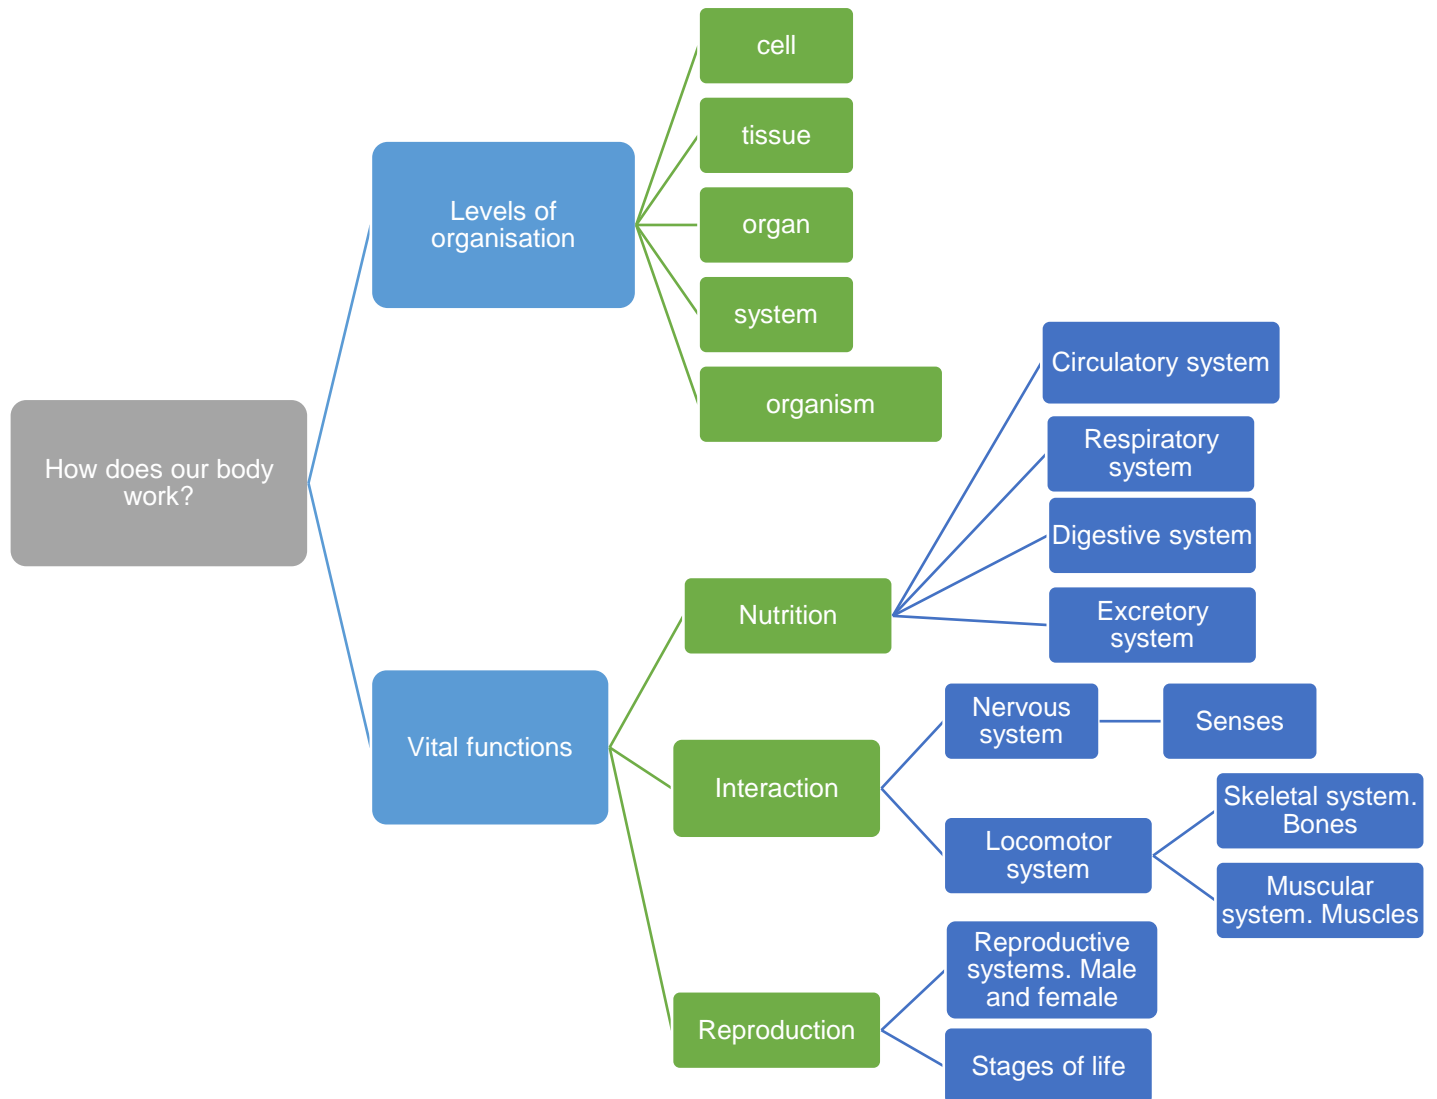 How does our body
work?
Levels of
organisation
cell
tissue
organ
system
organism
Vital functions
Nutrition
Circulatory system
Respiratory
system
Digestive system
Excretory
system
Interaction
Nervous
system
Senses
Locomotor
system
Skeletal system.
Bones
Muscular
system. Muscles
Reproduction
Reproductive
systems. Male
and female
Stages of life